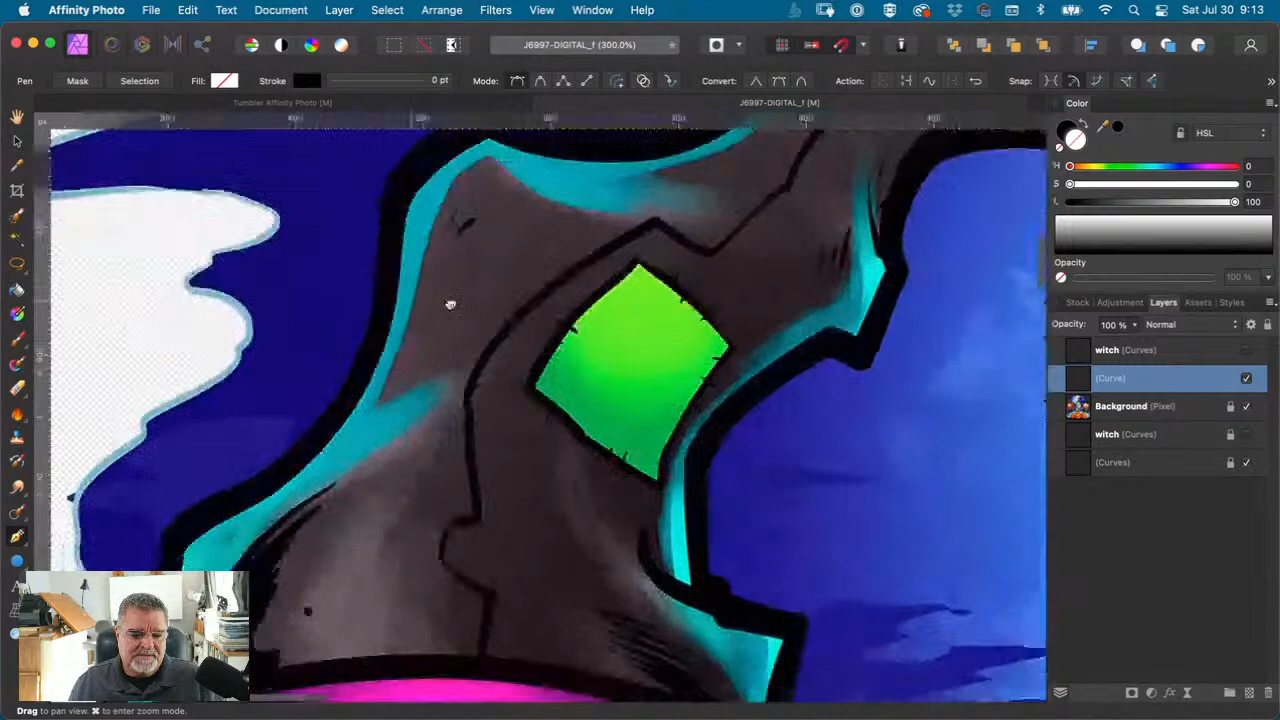 Affinity Photo File Edit Text Document Layer Select Arrange Filters View Window Help Sat Jul 30 9:13
J6997-DIGITAL_f (300.0%)
Pen Mask Selection Fill: Stroke 0 pt Mode: Convert: Action: Snap:
Tumbler Affinity Photo [M] J6997-DIGITAL_f [M] Color
px
HSL
H 0
S 0
L 100
Opacity
100 %
Stock Adjustment Layers Assets Styles
Opacity: 100 % Normal
witch (Curves)
(Curve)
Background (Pixel)
witch (Curves)
(Curves)
Drag to pan view. ⌘ to enter zoom mode.